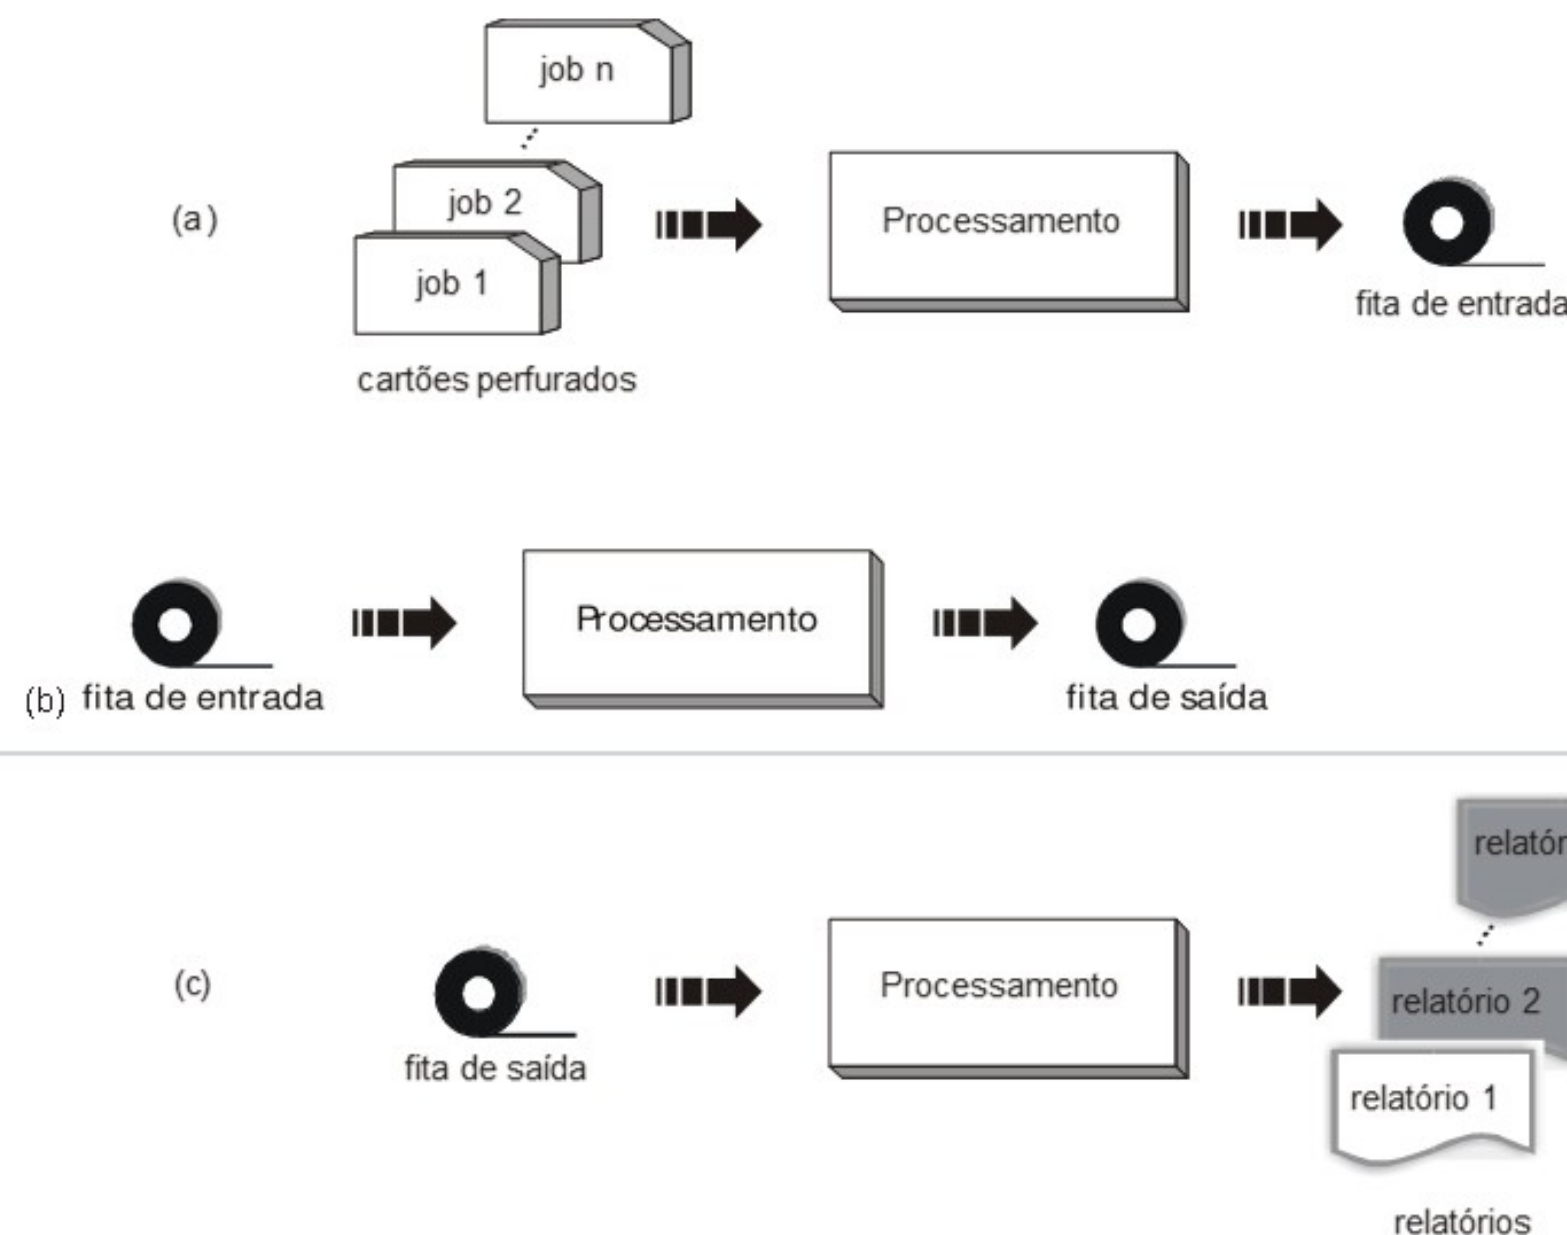 job n
job 2
job 1
(a)
Processamento
fita de entrada
cartões perfurados
Processamento
(b) fita de entrada
fita de saída
relatór
(c)
Processamento
relatório 2
fita de saída
relatório 1
relatórios